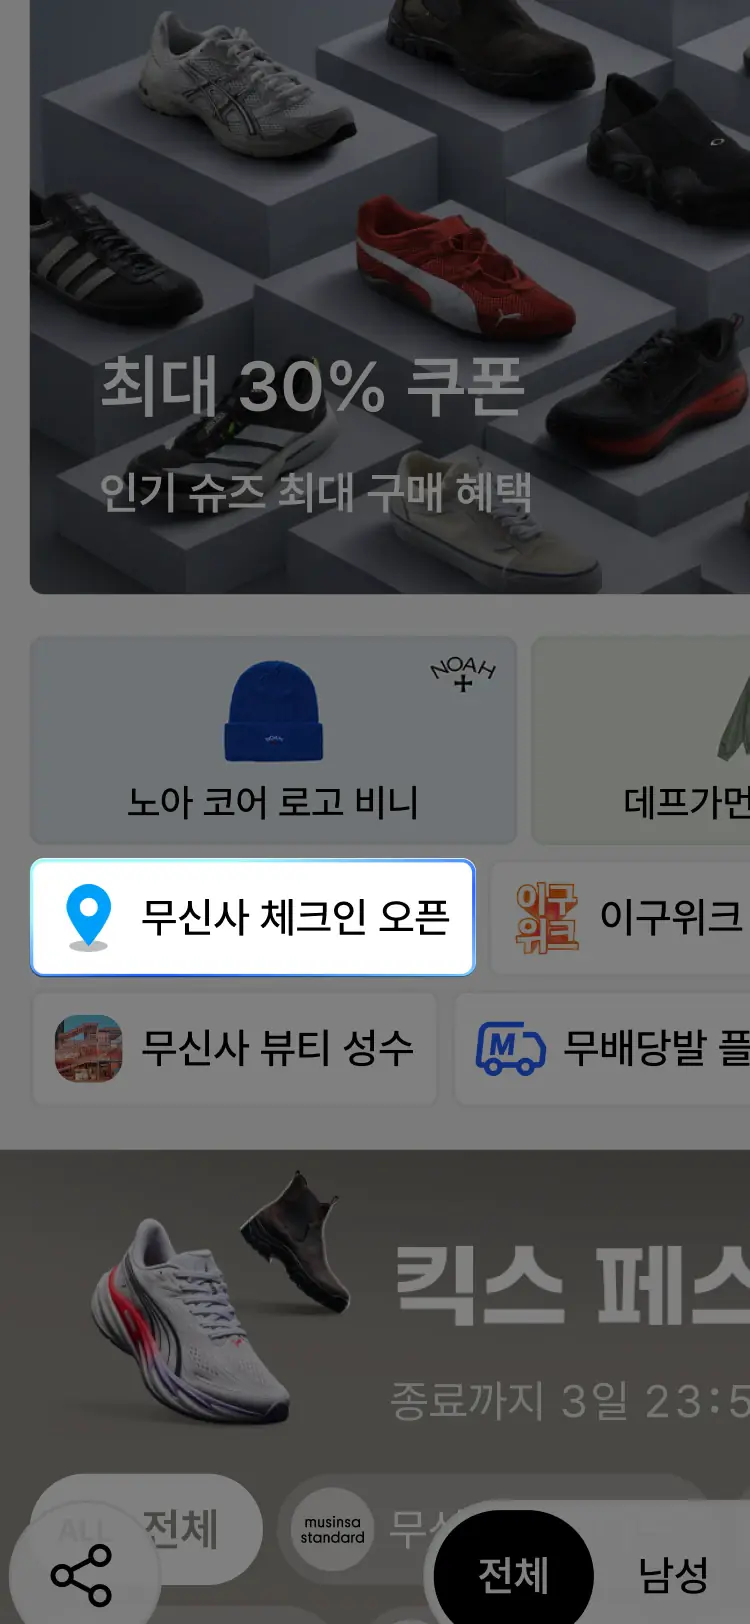 최대 30% 쿠폰
인기 슈즈 최대 구매 혜택
NOAH
NOAH
노아 코어 로고 비니
데프가먼
무신사 체크인 오픈
이구
위크
이구위크
무신사 뷰티 성수
M
무배당발 플
킥스 페스
종료까지 3일 23:5
ALL
전체
musinsa
standard
무신
전체
남성